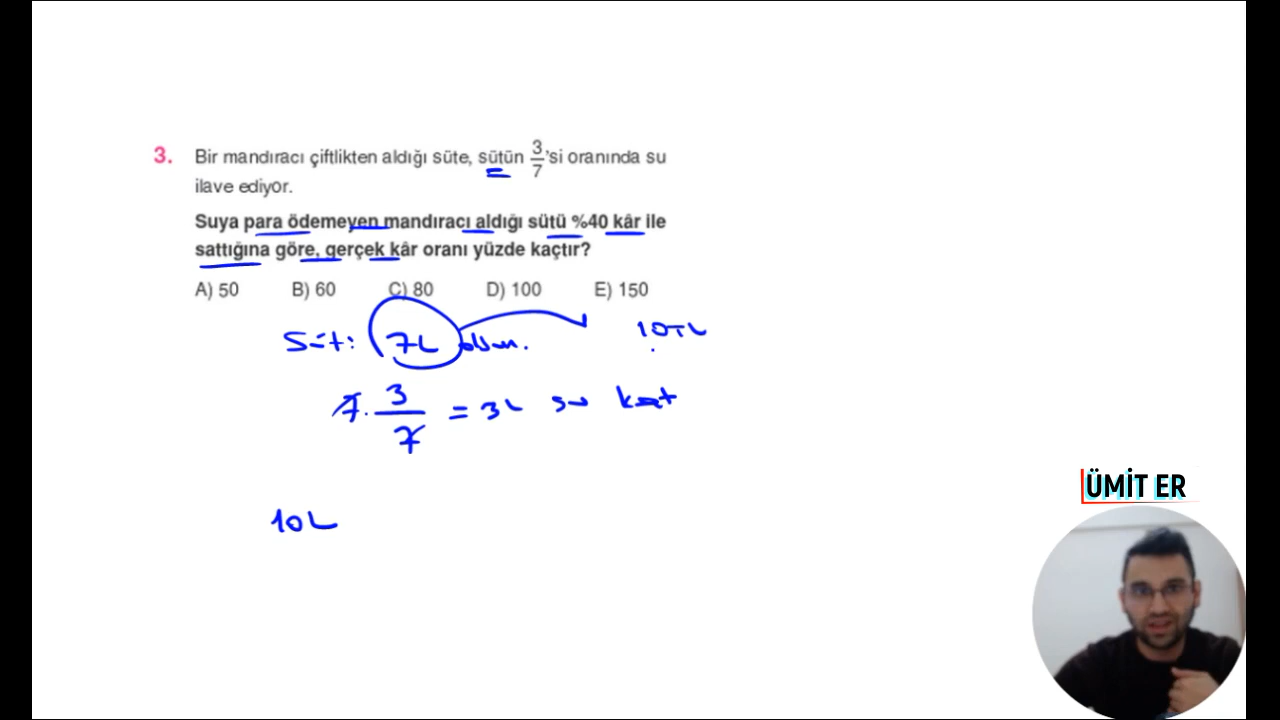 3. Bir mandıracı çiftlikten aldığı süte, sütün 3/7'si oranında su
ilave ediyor.
Suya para ödemeyen mandıracı aldığı sütü %40 kâr ile
sattığına göre, gerçek kâr oranı yüzde kaçtır?
A) 50 B) 60 C) 80 D) 100 E) 150
Süt: 7L olsun. 10TL
7. 3/7 = 3L su kat
10L
ÜMİT ER